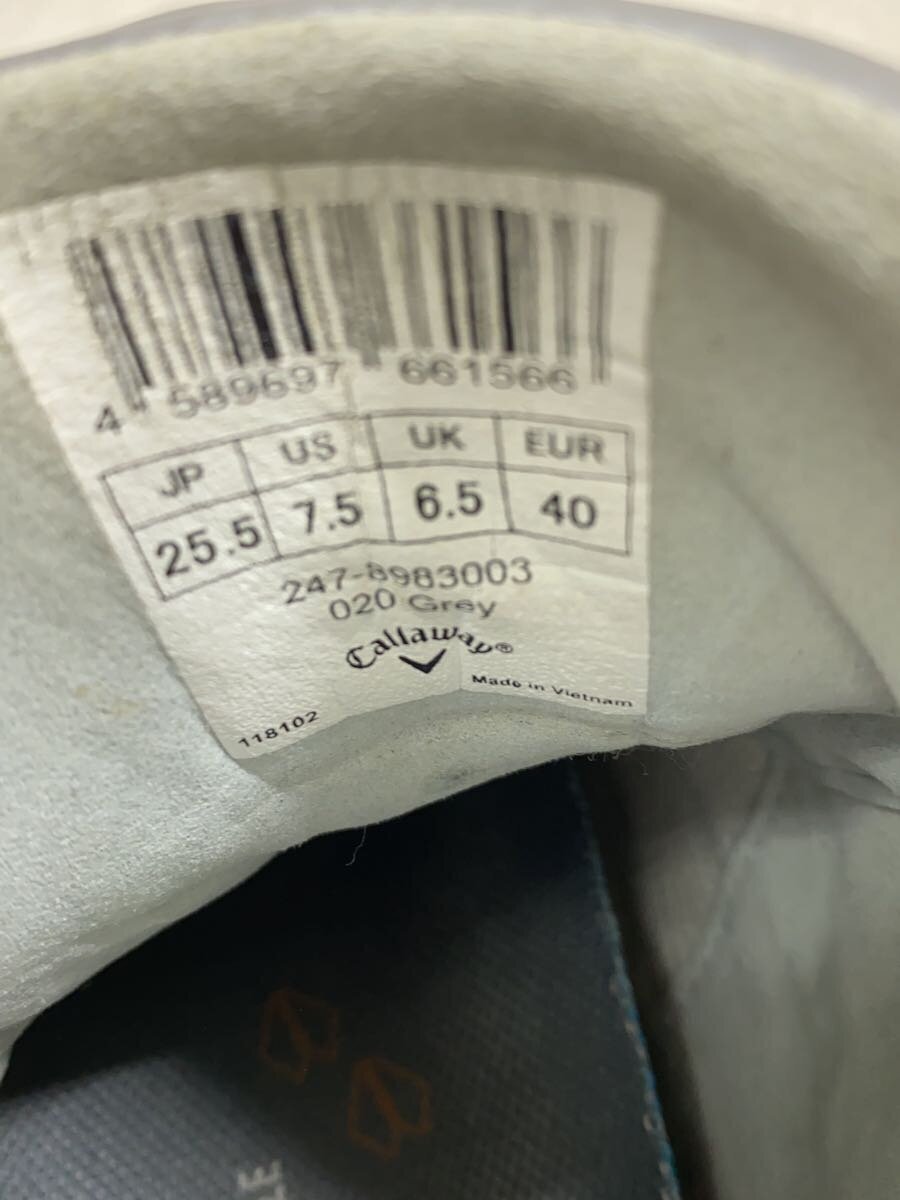 4 589697 661566
JP US UK EUR
25.5 7.5 6.5 40
247-8983003
020 Grey
Callaway®
Made in Vietnam
118102